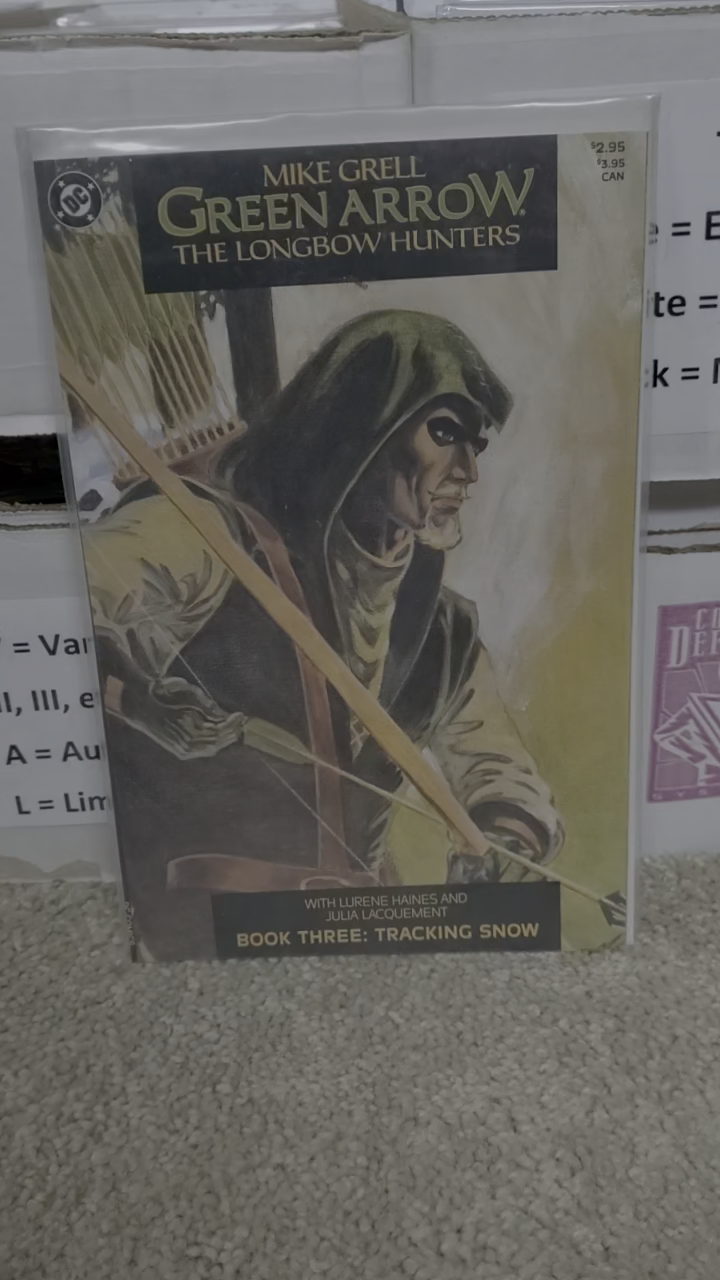 DC
$2.95
$3.95
CAN
MIKE GRELL
GREEN ARROW
THE LONGBOW HUNTERS
WITH LURENE HAINES AND
JULIA LACQUEMENT
BOOK THREE: TRACKING SNOW
= E
= 
k =
= Var
II, III, e
A = Au
L = Lim